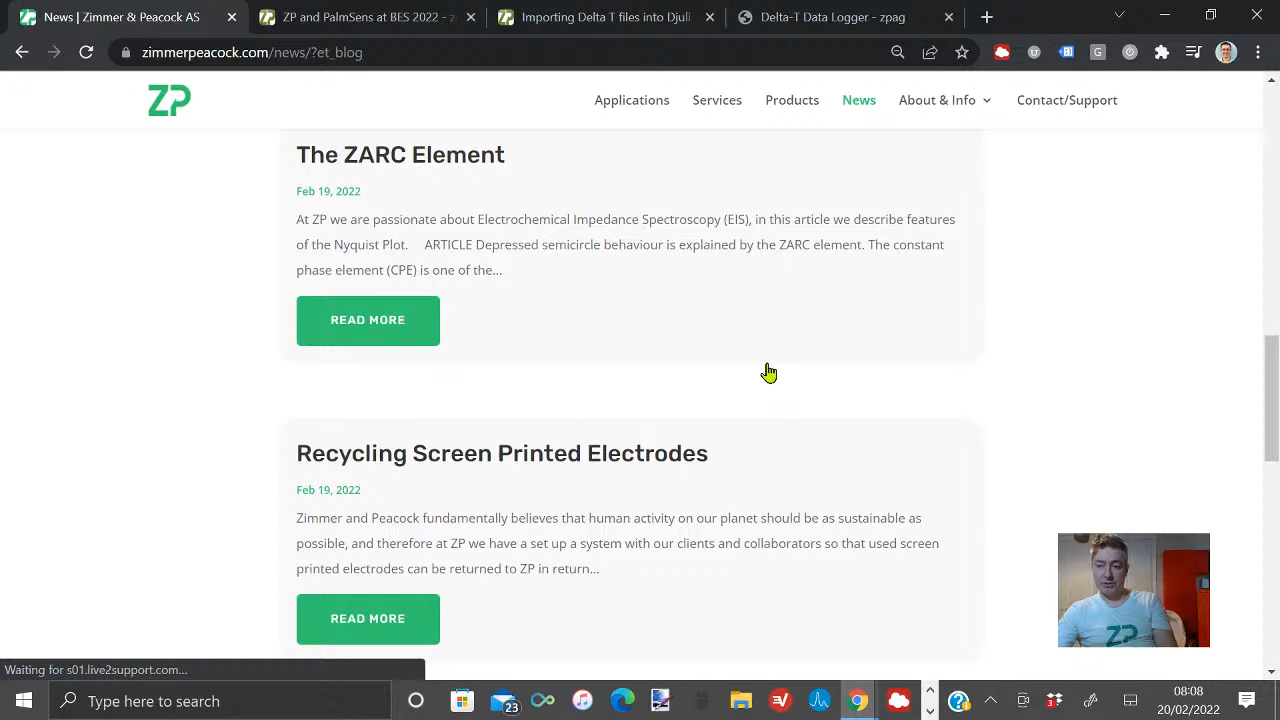 News | Zimmer & Peacock AS
ZP and PalmSens at BES 2022 - Z
Importing Delta T files into Djuli
Delta-T Data Logger - zpag
zimmerpeacock.com/news/?et_blog
ZP
Applications
Services
Products
News
About & Info
Contact/Support
The ZARC Element
Feb 19, 2022
At ZP we are passionate about Electrochemical Impedance Spectroscopy (EIS), in this article we describe features
of the Nyquist Plot. ARTICLE Depressed semicircle behaviour is explained by the ZARC element. The constant
phase element (CPE) is one of the...
READ MORE
Recycling Screen Printed Electrodes
Feb 19, 2022
Zimmer and Peacock fundamentally believes that human activity on our planet should be as sustainable as
possible, and therefore at ZP we have a set up a system with our clients and collaborators so that used screen
printed electrodes can be returned to ZP in return...
READ MORE
ZP
Waiting for s01.live2support.com...
Type here to search
23
3
08:08
20/02/2022